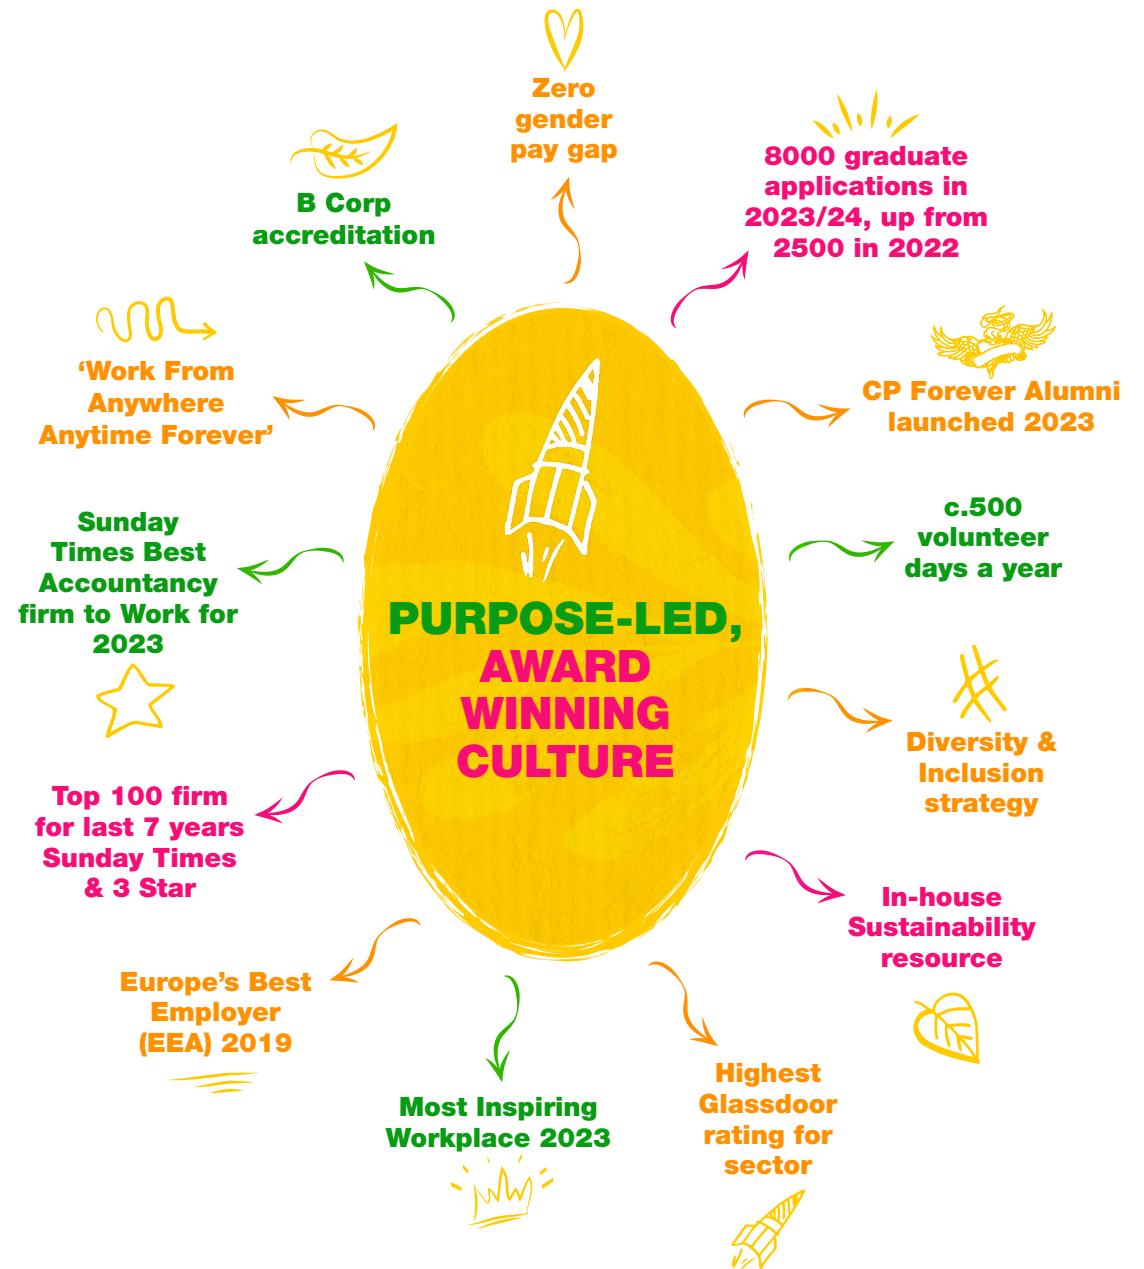 Zero
gender
pay gap
8000 graduate
applications in
2023/24, up from
2500 in 2022
CP Forever Alumni
launched 2023
c.500
volunteer
days a year
Diversity &
Inclusion
strategy
In-house
Sustainability
resource
Highest
Glassdoor
rating for
sector
Most Inspiring
Workplace 2023
Europe’s Best
Employer
(EEA) 2019
Top 100 firm
for last 7 years
Sunday Times
& 3 Star
Sunday
Times Best
Accountancy
firm to Work for
2023
‘Work From
Anywhere
Anytime Forever’
B Corp
accreditation
PURPOSE-LED,
AWARD
WINNING
CULTURE